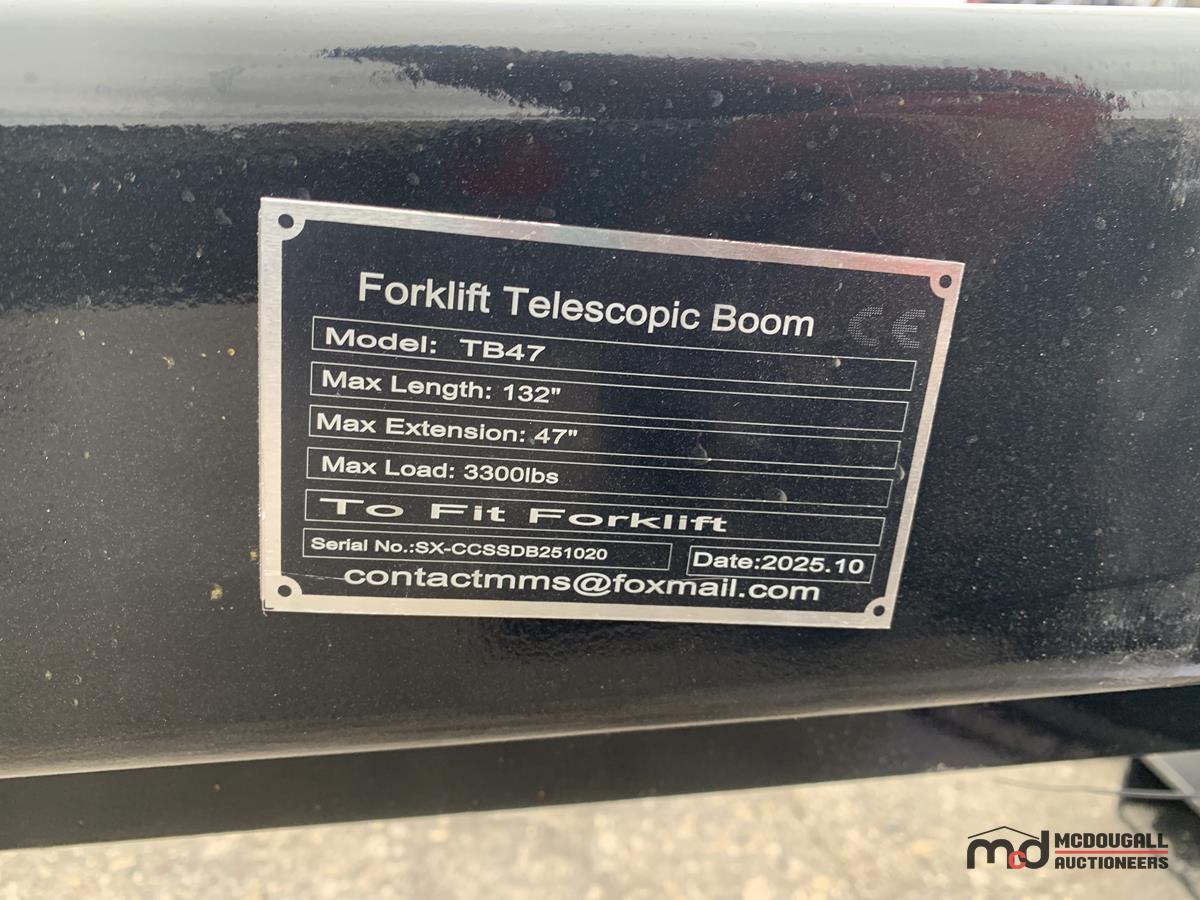 Forklift Telescopic Boom CE
Model: TB47
Max Length: 132"
Max Extension: 47"
Max Load: 3300lbs
To Fit Forklift
Serial No.:SX-CCSSDB251020 Date:2025.10
contactmms@foxmail.com
mcd MCDOUGALL
AUCTIONEERS